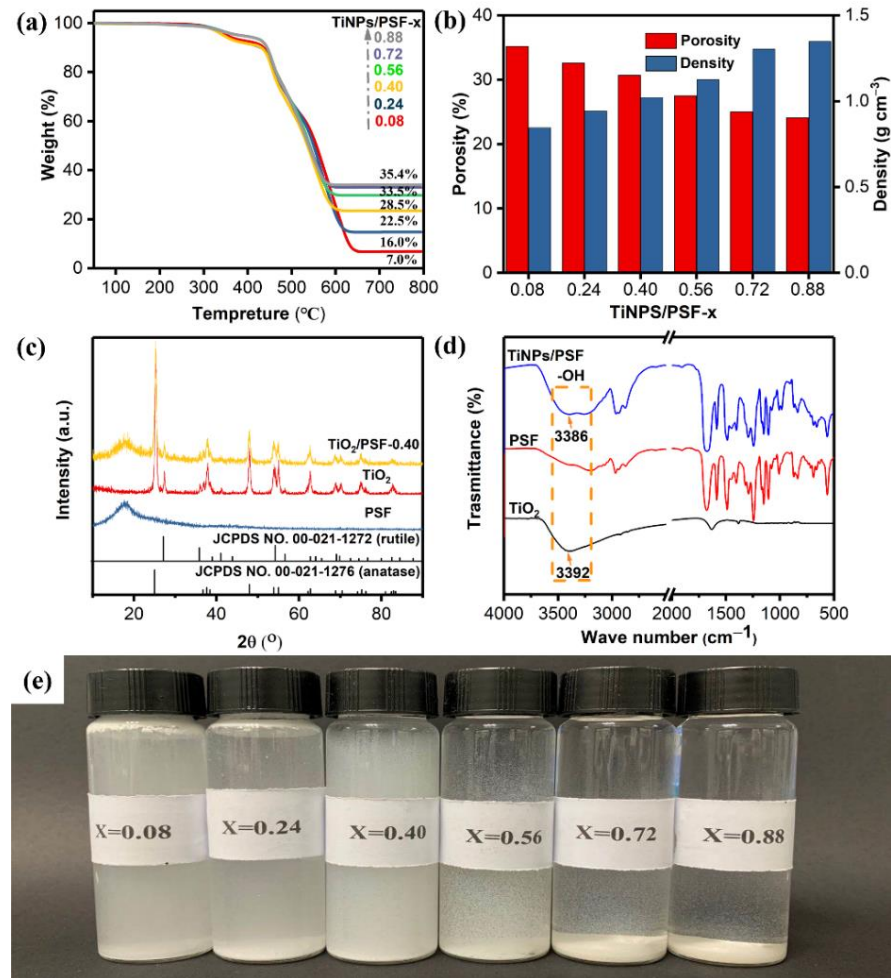 (a)
TiNPs/PSF-x
0.88
0.72
0.56
0.40
0.24
0.08
35.4%
33.5%
28.5%
22.5%
16.0%
7.0%
Weight (%)
100
80
60
40
20
0
100 200 300 400 500 600 700 800
Tempreture (℃)
(b)
Porosity
Density
Porosity (%)
40
30
20
10
0
Density (g cm⁻³)
1.5
1.0
0.5
0.0
0.08 0.24 0.40 0.56 0.72 0.88
TiNPS/PSF-x
(c)
Intensity (a.u.)
TiO₂/PSF-0.40
TiO₂
PSF
JCPDS NO. 00-021-1272 (rutile)
JCPDS NO. 00-021-1276 (anatase)
20 40 60 80
2θ (°)
(d)
TiNPs/PSF
-OH
3386
PSF
TiO₂
3392
Trasmittance (%)
4000 3500 3000 2500 2000 1500 1000 500
Wave number (cm⁻¹)
(e)
X=0.08
X=0.24
X=0.40
X=0.56
X=0.72
X=0.88